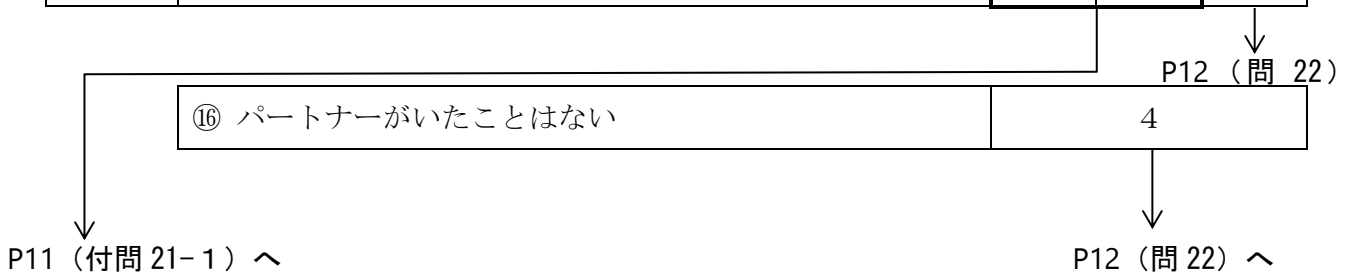 P12 (問 22)
⑯ パートナーがいたことはない 4
P11 (付問 21-1) へ P12 (問 22) へ